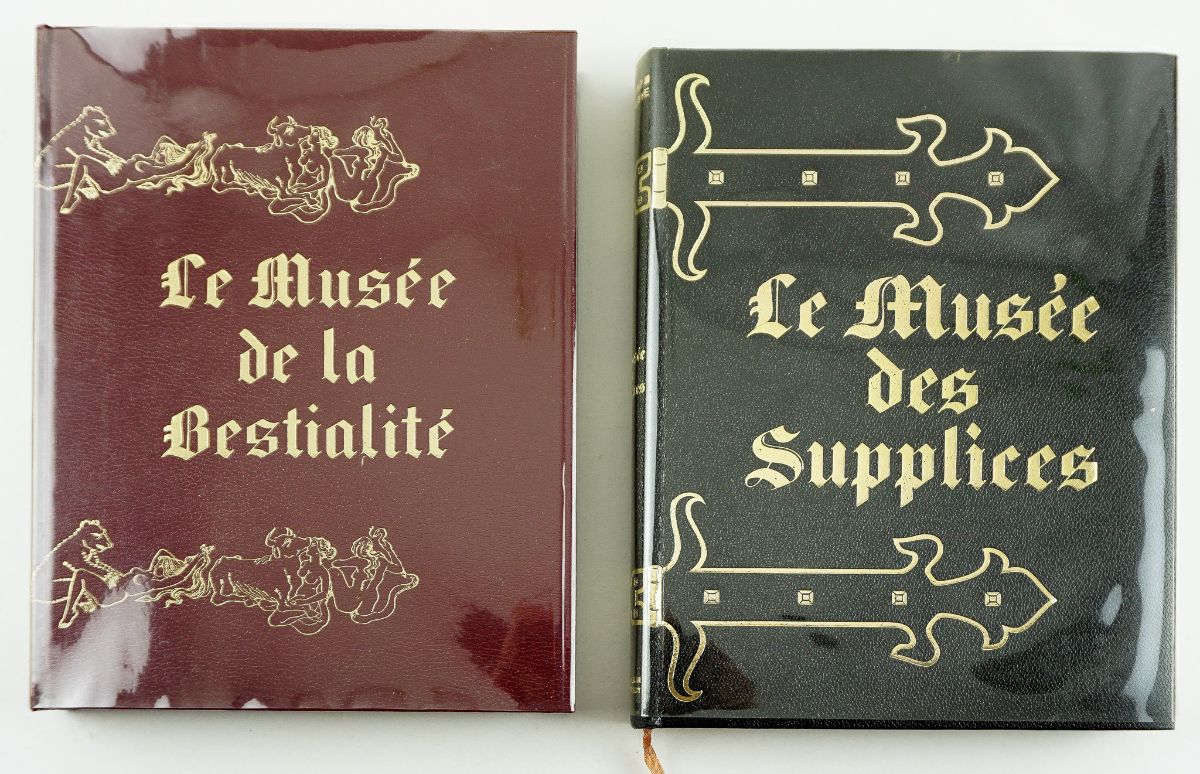 Le Musée
de la
Bestialité
Le Musée
des
Supplices